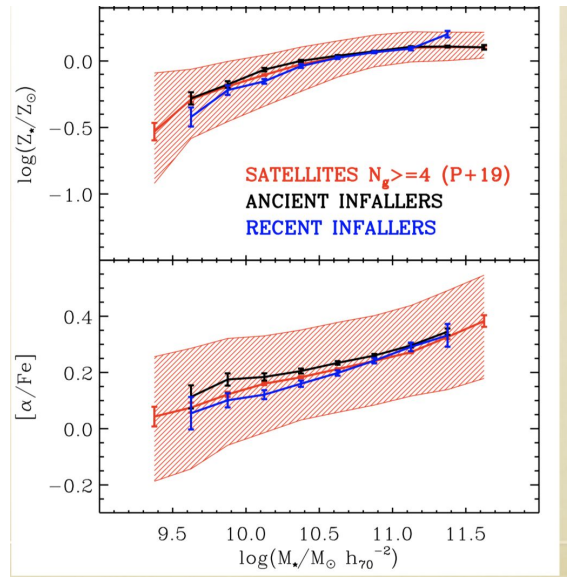 0.0
−0.5
−1.0
log(Z⋆/Z⊙)
SATELLITES Ng>=4 (P+19)
ANCIENT INFALLERS
RECENT INFALLERS
0.4
0.2
0.0
−0.2
[α/Fe]
9.5 10.0 10.5 11.0 11.5
log(M⋆/M⊙ h70⁻²)